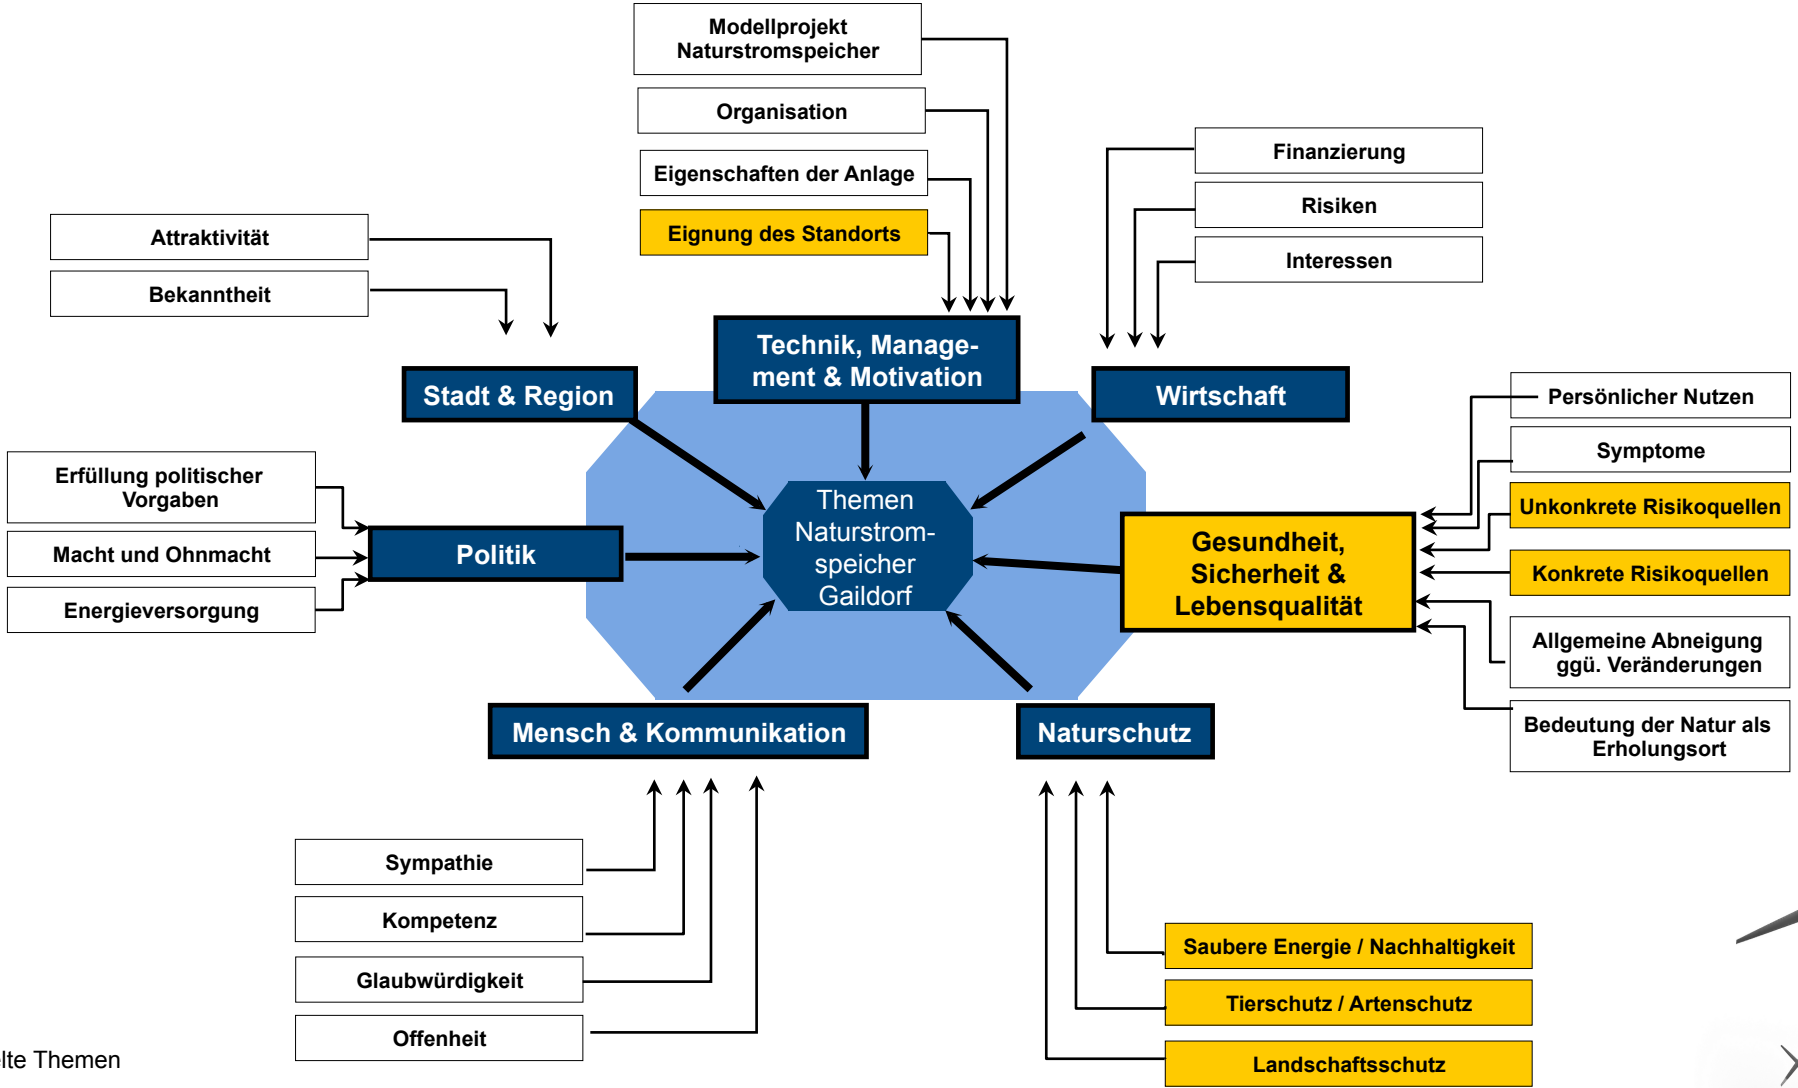 Modellprojekt
Naturstromspeicher
Organisation
Eigenschaften der Anlage
Eignung des Standorts
Finanzierung
Risiken
Interessen
Attraktivität
Bekanntheit
Technik, Manage-
ment & Motivation
Stadt & Region
Wirtschaft
Persönlicher Nutzen
Symptome
Unkonkrete Risikoquellen
Konkrete Risikoquellen
Allgemeine Abneigung
ggü. Veränderungen
Bedeutung der Natur als
Erholungsort
Erfüllung politischer
Vorgaben
Macht und Ohnmacht
Energieversorgung
Politik
Themen
Naturstrom-
speicher
Gaildorf
Gesundheit,
Sicherheit &
Lebensqualität
Mensch & Kommunikation
Naturschutz
Sympathie
Kompetenz
Glaubwürdigkeit
Offenheit
Saubere Energie / Nachhaltigkeit
Tierschutz / Artenschutz
Landschaftsschutz
Themen